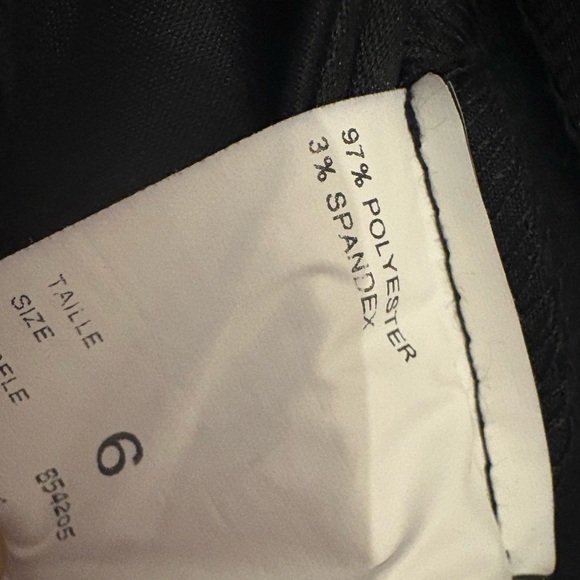 97% POLYESTER
3% SPANDEX
TAILLE
SIZE
6
854205